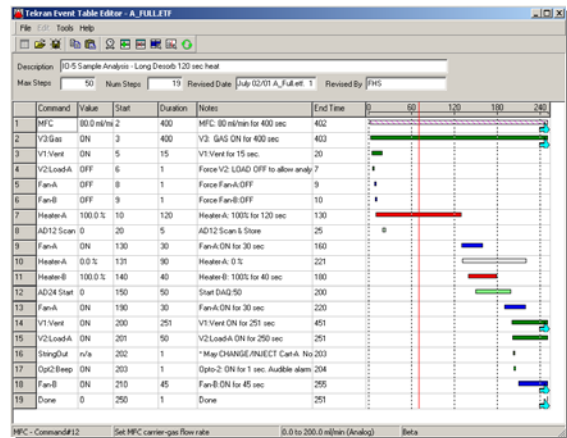 Tekran Event Table Editor - A_FULL.ETF
File Edit Tools Help
Description IO-5 Sample Analysis - Long Desorb 120 sec heat
Max Steps 50 Num Steps 19 Revised Date July 02/01 A_Full.etf. 1 Revised By FHS
Command Value Start Duration Notes End Time 0 60 120 180 240
1 MFC 80.0 ml/mi 2 400 MFC: 80 ml/min for 400 sec 402
2 V3:Gas ON 3 400 V3: GAS ON for 400 sec 403
3 V1:Vent ON 5 15 V1:Vent for 15 sec. 20
4 V2:Load-A OFF 6 1 Force V2: LOAD OFF to allow analy 7
5 Fan-A OFF 8 1 Force Fan-A:OFF 9
6 Fan-B OFF 9 1 Force Fan-B:OFF 10
7 Heater-A 100.0 % 10 120 Heater-A: 100% for 120 sec 130
8 AD12 Scan 0 20 5 AD12 Scan & Store 25
9 Fan-A ON 130 30 Fan-A:ON for 30 sec 160
10 Heater-A 0.0 % 131 90 Heater-A: 0 % 221
11 Heater-B 100.0 % 140 40 Heater-B: 100% for 40 sec 180
12 AD24 Start 0 150 50 Start DAQ:50 200
13 Fan-A ON 190 30 Fan-A:ON for 30 sec 220
14 V1:Vent ON 200 251 V1:Vent ON for 251 sec 451
15 V2:Load-A ON 201 50 V2:Load-A ON for 250 sec 251
16 StringOut n/a 202 1 * May CHANGE/INJECT Cart-A No 203
17 Opt2:Beep ON 203 1 Opto-2: ON for 1 sec. Audible alarm 204
18 Fan-B ON 210 45 Fan-B:ON for 45 sec 255
19 Done 0 250 1 Done 251
MFC - Command#12 Set MFC carrier-gas flow rate 0.0 to 200.0 ml/min (Analog) Beta